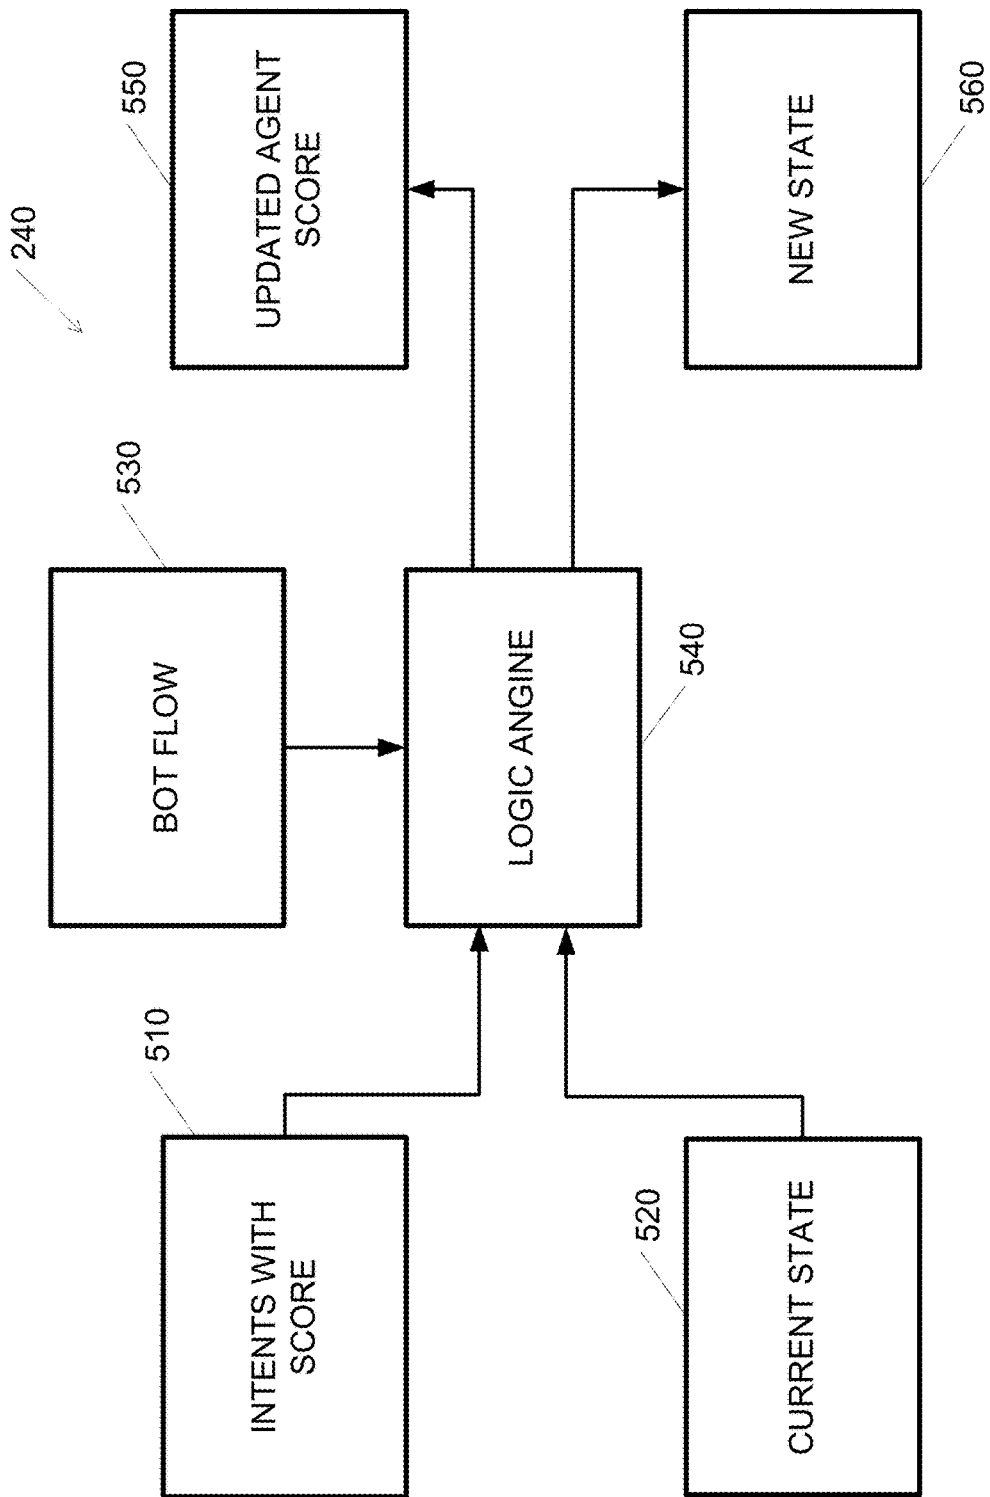 240
INTENTS WITH
SCORE
510
CURRENT STATE
520
BOT FLOW
530
LOGIC ANGINE
540
UPDATED AGENT
SCORE
550
NEW STATE
560